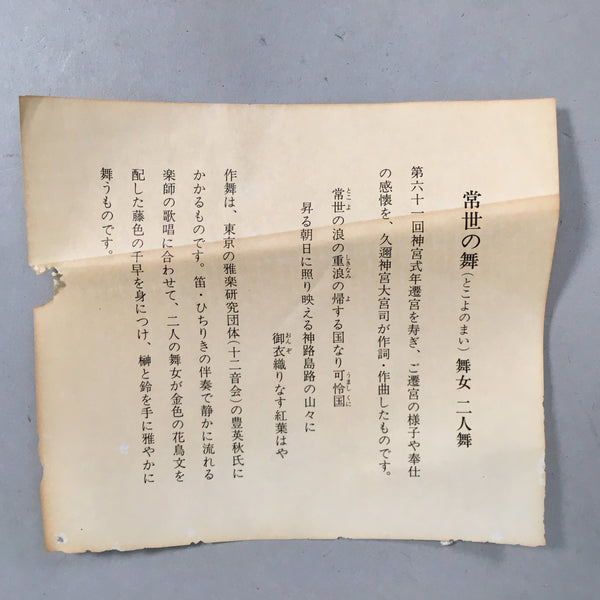 常世の舞(とこよのまい) 舞女 二人舞
第六十一回神宮式年遷宮を寿ぎ、ご遷宮の様子や奉仕
の感懐を、久邇神宮大宮司が作詞・作曲したものです。
常世の浪の重浪の帰する国なり可怜国
昇る朝日に照り映える神路島路の山々に
御衣織りなす紅葉はや
作舞は、東京の雅楽研究団体(十二音会)の豊英秋氏に
かかるものです。笛・ひちりきの伴奏で静かに流れる
楽師の歌唱に合わせて、二人の舞女が金色の花鳥文を
配した藤色の千早を身につけ、榊と鈴を手に雅やかに
舞うものです。